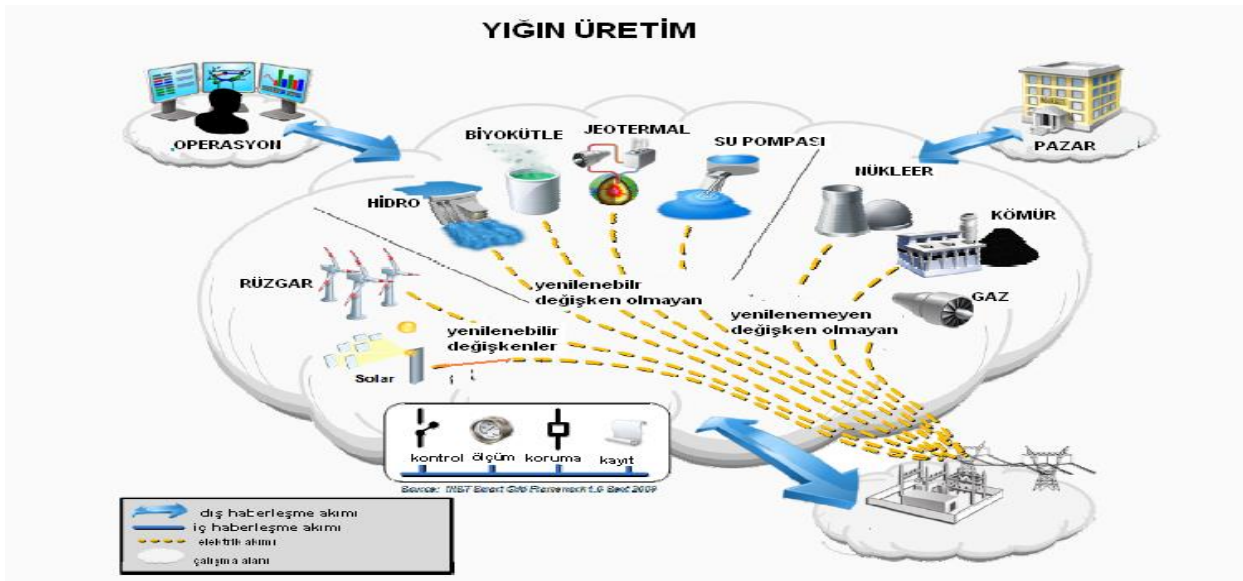 YIĞIN ÜRETİM
OPERASYON
PAZAR
BİYOKÜTLE
JEOTERMAL
SU POMPASI
NÜKLEER
HİDRO
KÖMÜR
RÜZGAR
GAZ
yenilenebilr
değişken olmayan
yenilenemeyen
değişken olmayan
yenilenebilir
değişkenler
Solar
kontrol ölçüm koruma kayıt
Source: NIST Smart Grid Framework 1.0 Sept 2009
dış haberleşme akımı
iç haberleşme akımı
elektrik akımı
çalışma alanı